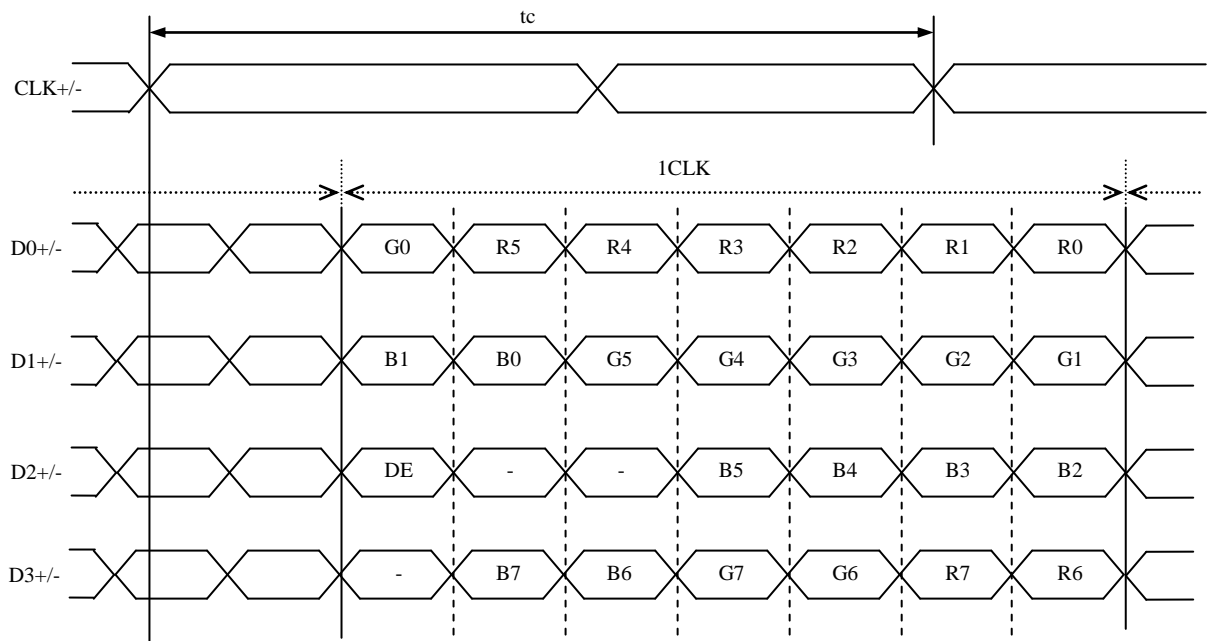 tc
CLK+/-
1CLK
D0+/- G0 R5 R4 R3 R2 R1 R0
D1+/- B1 B0 G5 G4 G3 G2 G1
D2+/- DE - - B5 B4 B3 B2
D3+/- - B7 B6 G7 G6 R7 R6